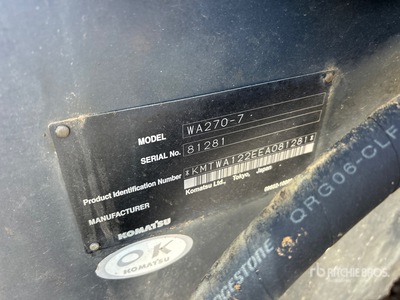 MODEL WA270-7
SERIAL No. 81281
Product Identification Number *KMTWA122EEA081281*
MANUFACTURER Komatsu Ltd., Tokyo, Japan
KOMATSU
OK
KOMATSU
BRIDGESTONE QRG06-CLF
rb RITCHIE BROS